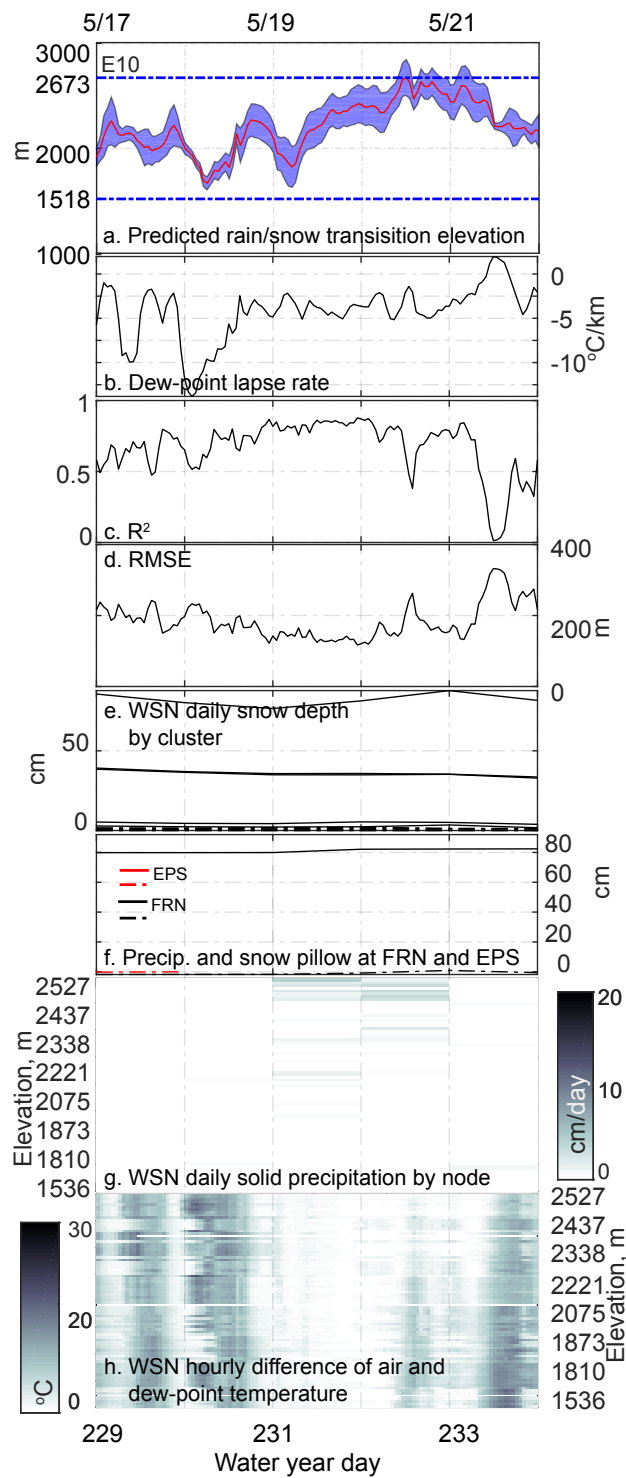 5/17 5/19 5/21
3000
E10
2673
m
2000
1518
a. Predicted rain/snow transisition elevation
1000
0
-5
-10
°C/km
b. Dew-point lapse rate
1
0.5
0
c. R²
d. RMSE
400
200
m
0
0
e. WSN daily snow depth
by cluster
50
cm
0
80
EPS
cm
60
FRN
40
20
f. Precip. and snow pillow at FRN and EPS
0
2527
2437
2338
2221
2075
1873
1810
1536
Elevation, m
g. WSN daily solid precipitation by node
20
10
0
cm/day
2527
2437
2338
2221
2075
1873
1810
1536
Elevation, m
30
20
0
°C
h. WSN hourly difference of air and
dew-point temperature
229 231 233
Water year day